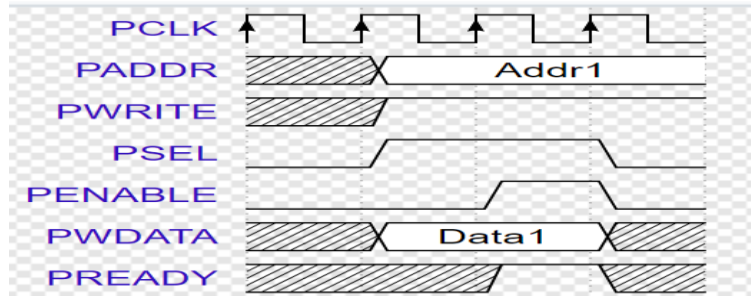 PCLK
PADDR Addr1
PWRITE
PSEL
PENABLE
PWDATA Data1
PREADY